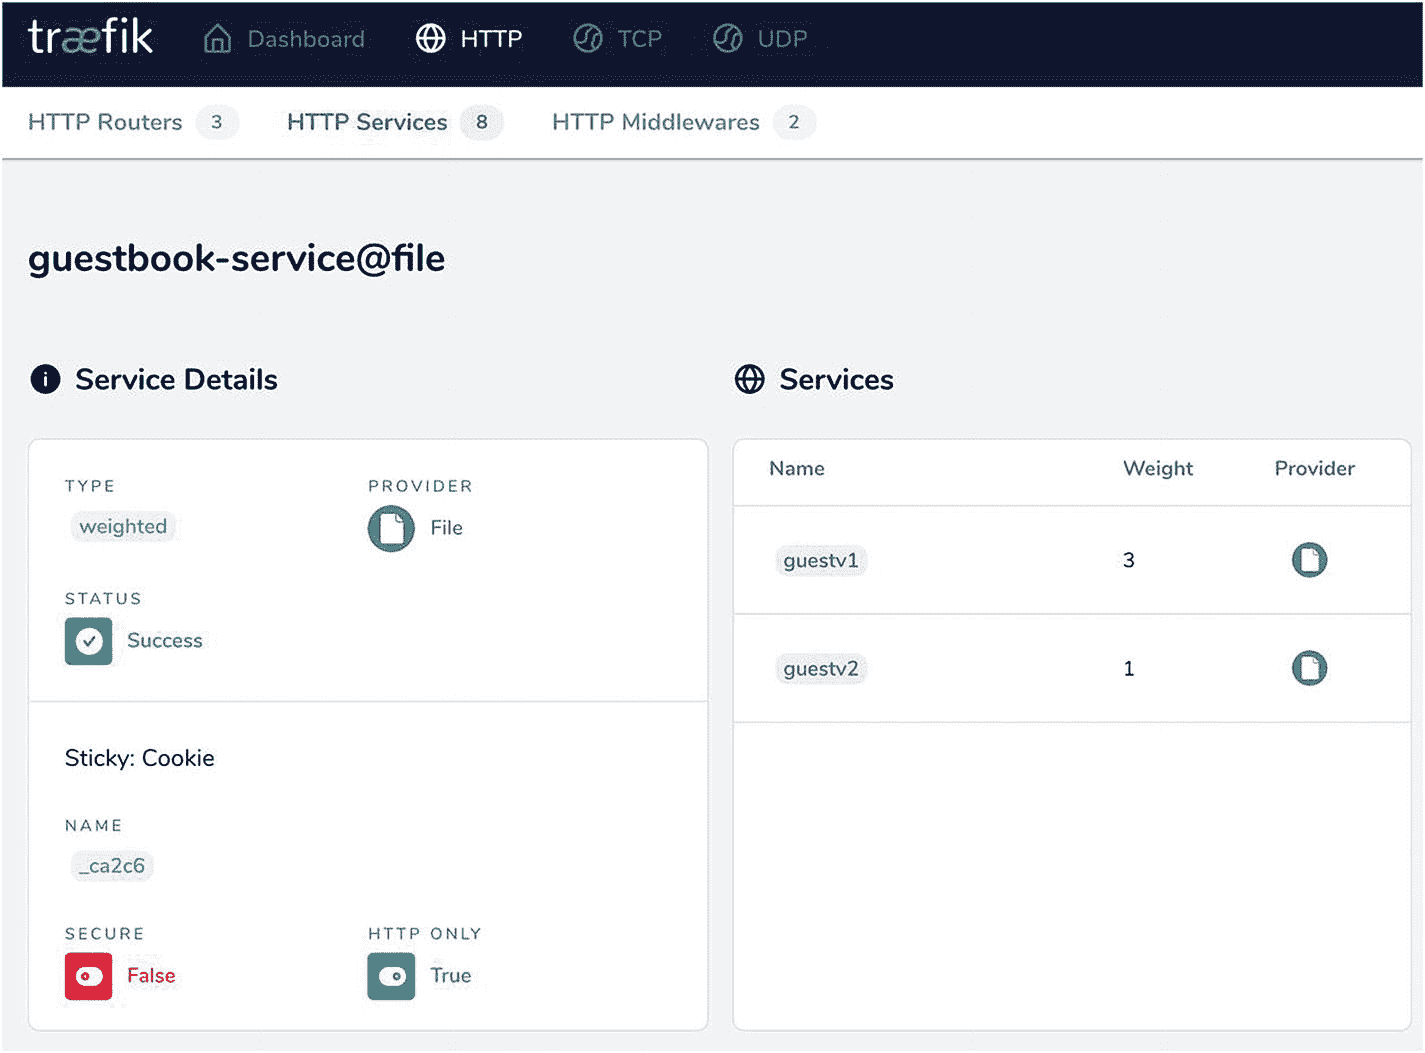 træfik Dashboard HTTP TCP UDP
HTTP Routers 3 HTTP Services 8 HTTP Middlewares 2
guestbook-service@file
Service Details
TYPE PROVIDER
weighted File
STATUS
Success
Sticky: Cookie
NAME
_ca2c6
SECURE HTTP ONLY
False True
Services
Name Weight Provider
guestv1 3
guestv2 1